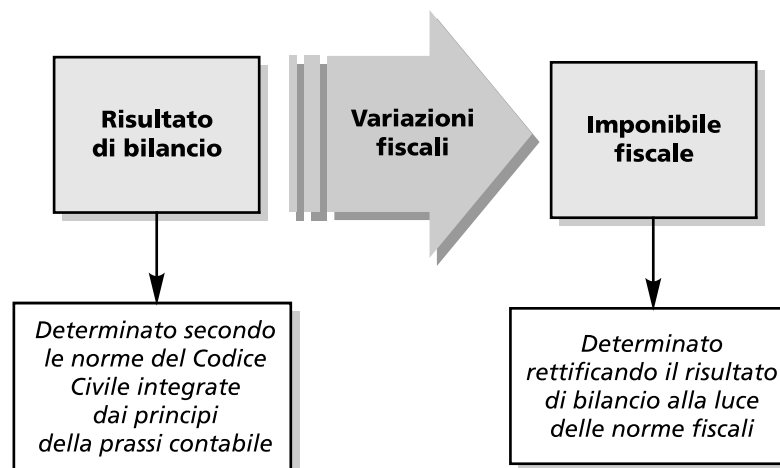 Risultato
di bilancio
Variazioni
fiscali
Imponibile
fiscale
Determinato secondo
le norme del Codice
Civile integrate
dai principi
della prassi contabile
Determinato
rettificando il risultato
di bilancio alla luce
delle norme fiscali